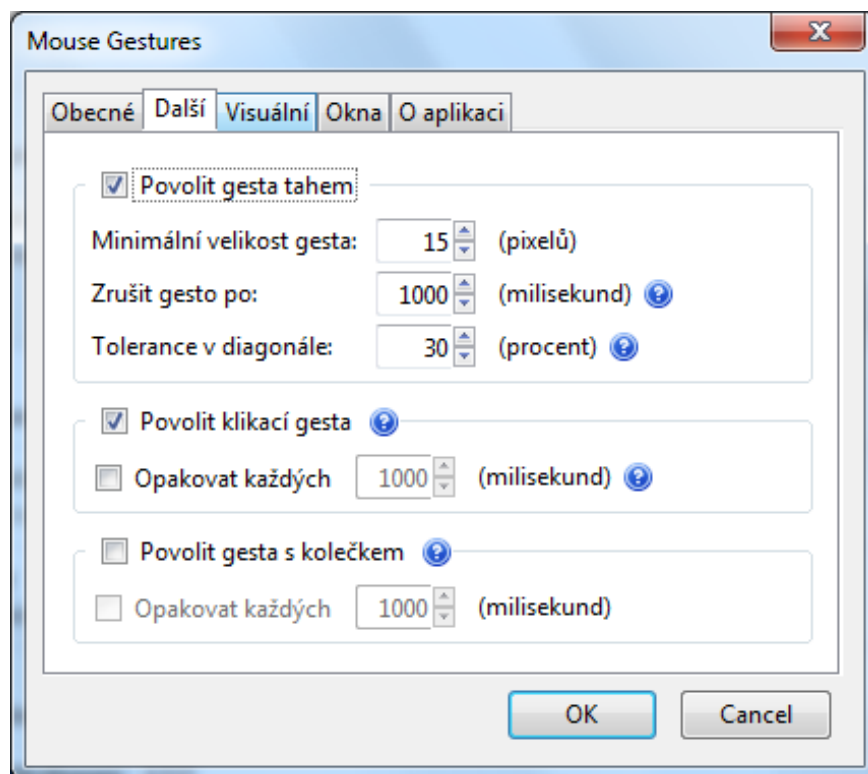 Mouse Gestures
Obecné Další Visuální Okna O aplikaci
Povolit gesta tahem
Minimální velikost gesta: 15 (pixelů)
Zrušit gesto po: 1000 (milisekund)
Tolerance v diagonále: 30 (procent)
Povolit klikací gesta
Opakovat každých 1000 (milisekund)
Povolit gesta s kolečkem
Opakovat každých 1000 (milisekund)
OK Cancel